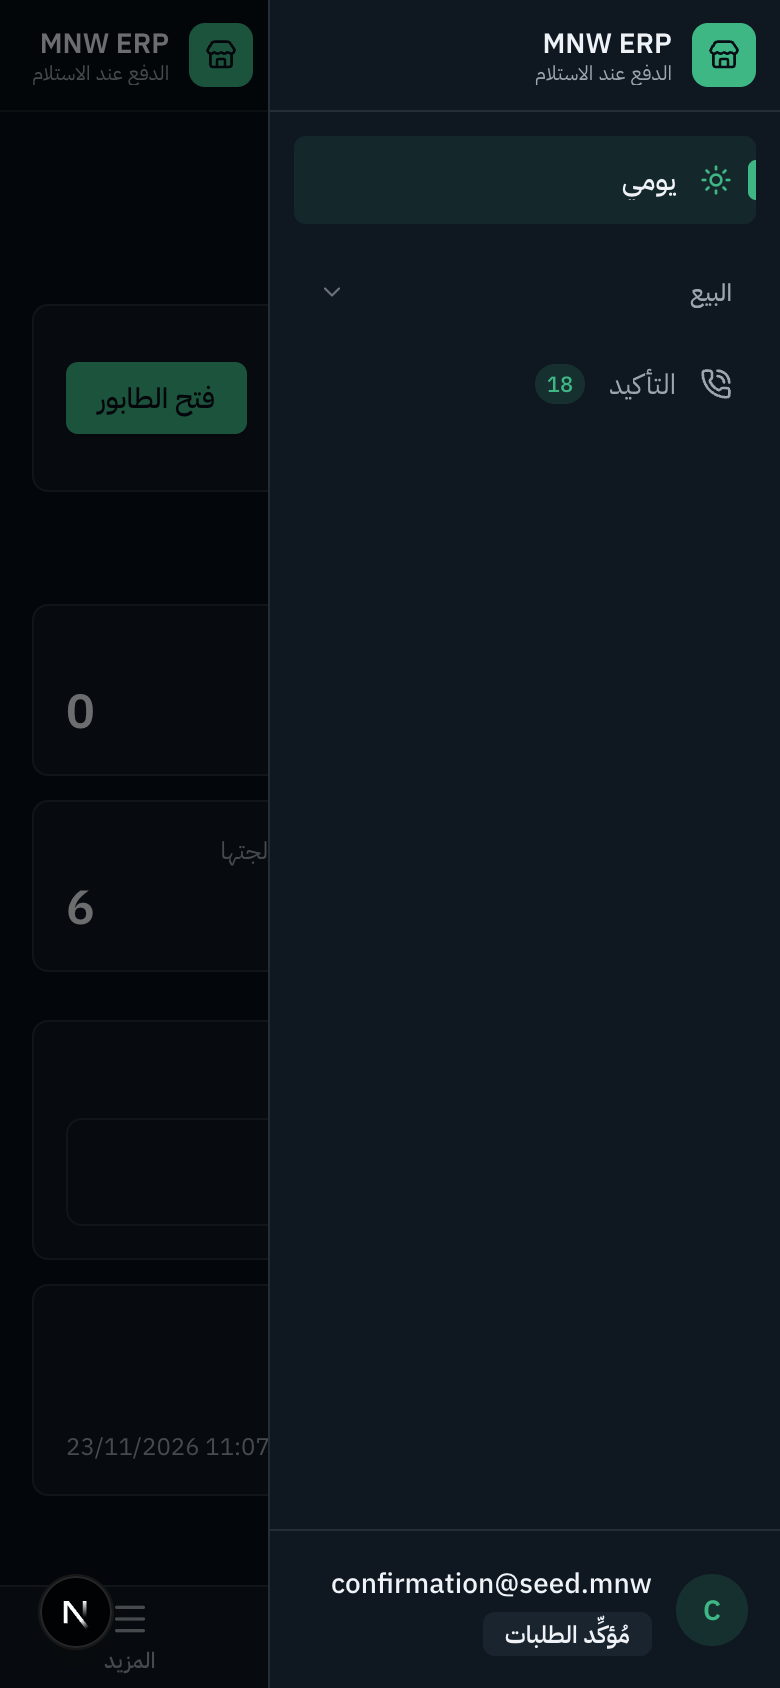 MNW ERP
الدفع عند الاستلام
يومي
البيع
التأكيد 18
confirmation@seed.mnw
C
مُؤكِّد الطلبات
MNW ERP
الدفع عند الاستلام
فتح الطابور
0
لجتها
6
23/11/2026 11:07
N
المزيد